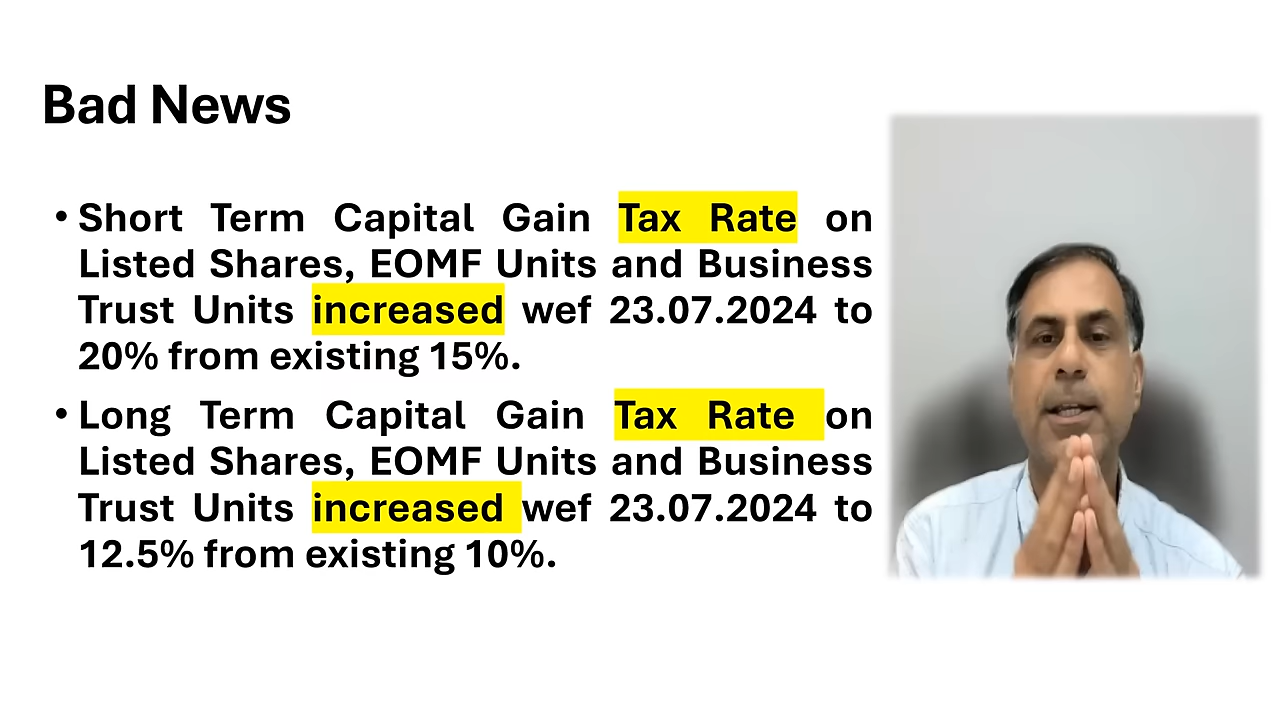 Bad News
• Short Term Capital Gain Tax Rate on
Listed Shares, EOMF Units and Business
Trust Units increased wef 23.07.2024 to
20% from existing 15%.
• Long Term Capital Gain Tax Rate on
Listed Shares, EOMF Units and Business
Trust Units increased wef 23.07.2024 to
12.5% from existing 10%.